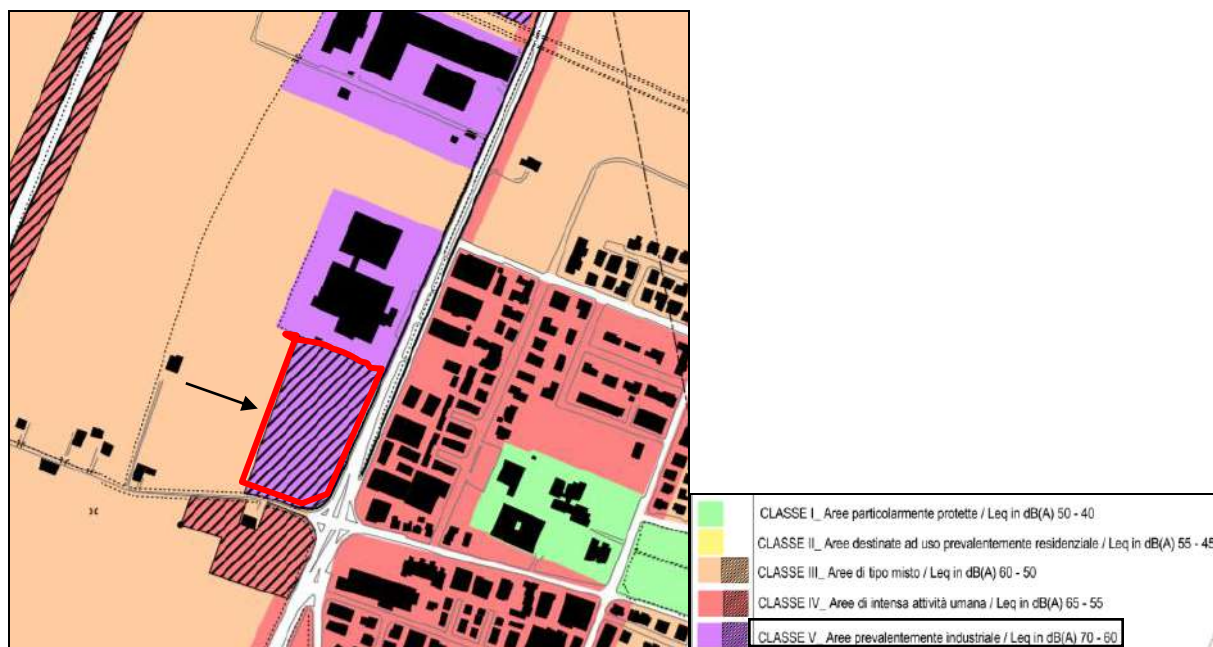 CLASSE I_ Aree particolarmente protette / Leq in dB(A) 50 - 40
CLASSE II_ Aree destinate ad uso prevalentemente residenziale / Leq in dB(A) 55 - 45
CLASSE III_ Aree di tipo misto / Leq in dB(A) 60 - 50
CLASSE IV_ Aree di intensa attività umana / Leq in dB(A) 65 - 55
CLASSE V_ Aree prevalentemente industriale / Leq in dB(A) 70 - 60